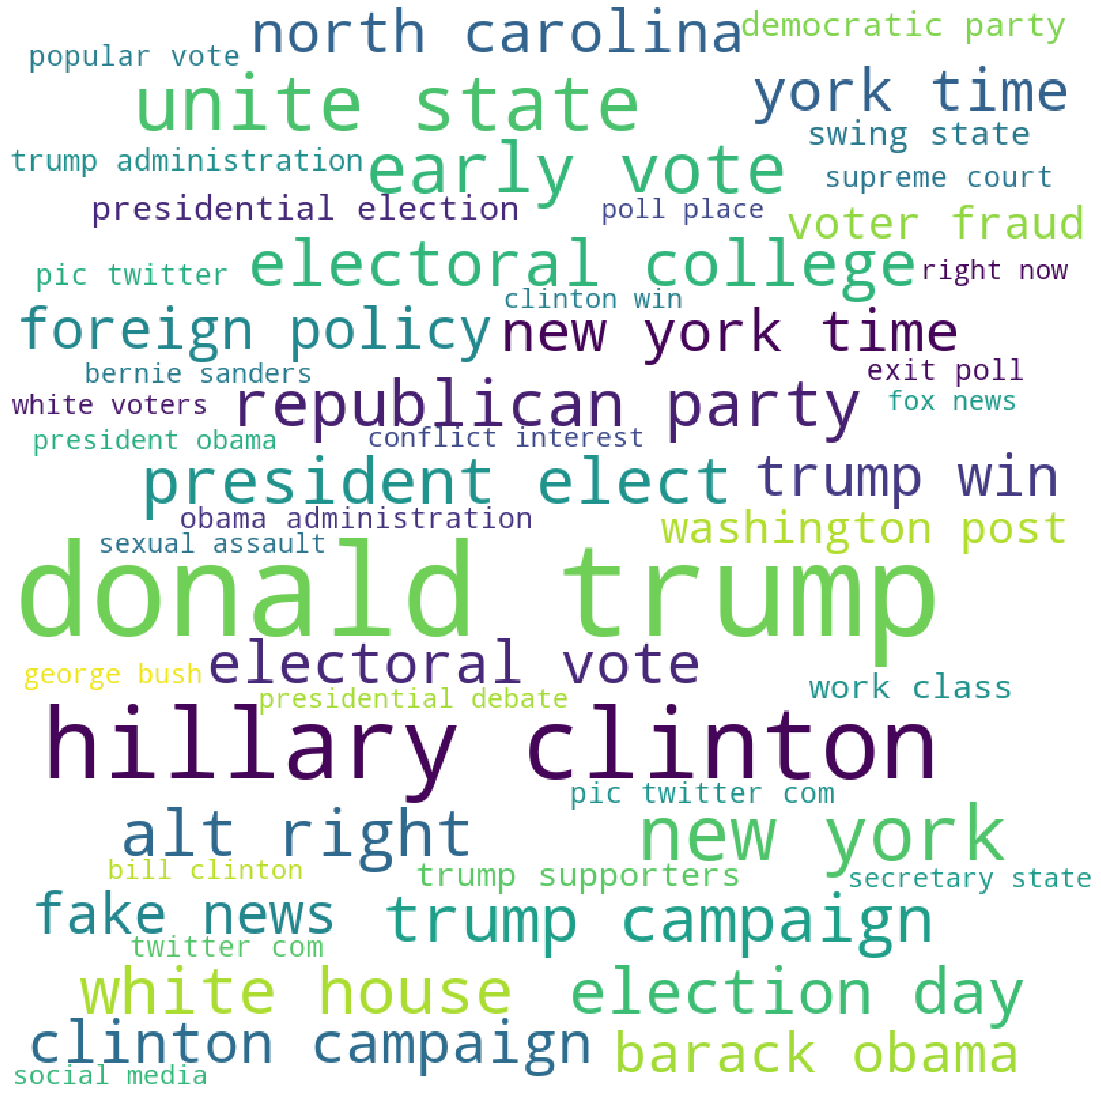 north carolina
democratic party
popular vote
unite state
york time
swing state
trump administration
early vote
supreme court
presidential election
poll place
voter fraud
electoral college
pic twitter
right now
clinton win
foreign policy
new york time
bernie sanders
exit poll
white voters
republican party
fox news
president obama
conflict interest
president elect
trump win
obama administration
washington post
sexual assault
donald trump
electoral vote
george bush
presidential debate
work class
hillary clinton
pic twitter com
alt right
new york
bill clinton
trump supporters
secretary state
fake news
trump campaign
twitter com
white house
election day
clinton campaign
barack obama
social media